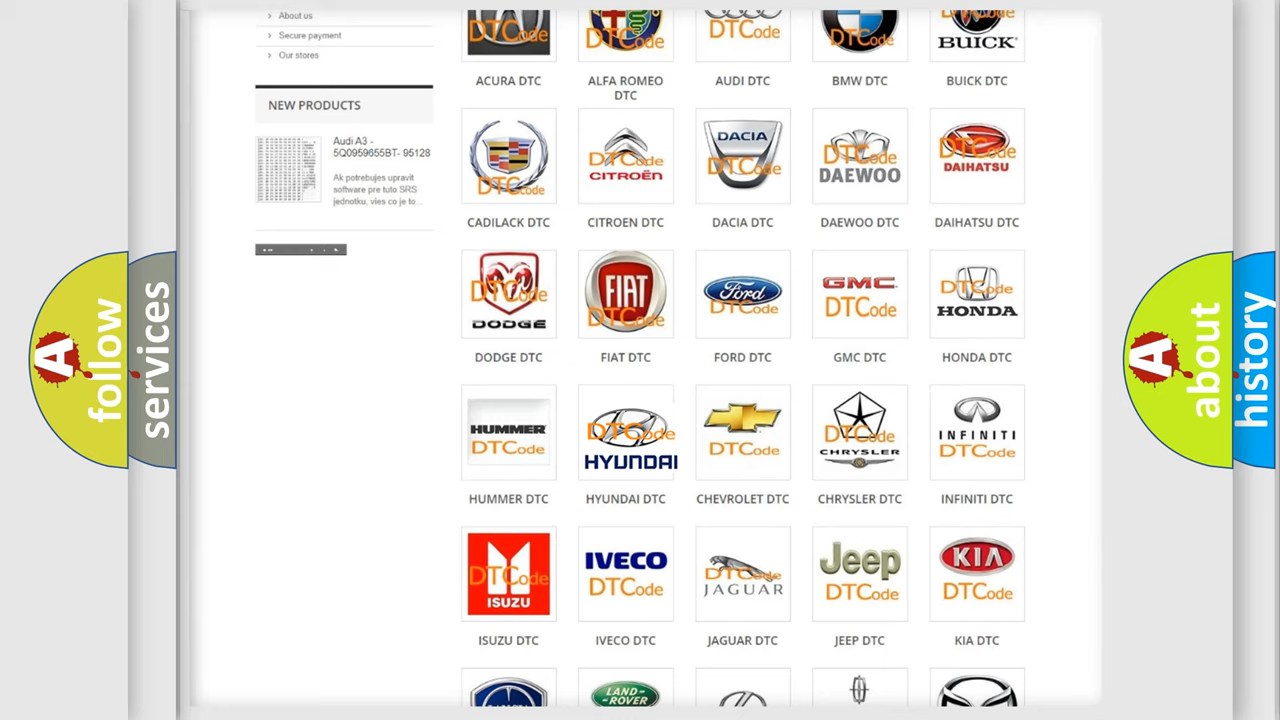 About us
Secure payment
Our stores
NEW PRODUCTS
Audi A3 -
5Q0959655BT- 95128
Ak potrebujes upravit
software pre tuto SRS
jednotku, vies co je to...
DTCode
DTCode
DTCode
DTCode
BUICK
ACURA DTC
ALFA ROMEO
DTC
AUDI DTC
BMW DTC
BUICK DTC
DTCode
DTCode
CITROËN
DACIA
DTCode
DTCode
DAEWOO
DTCode
DAIHATSU
CADILACK DTC
CITROEN DTC
DACIA DTC
DAEWOO DTC
DAIHATSU DTC
DTCode
DODGE
FIAT
DTCode
Ford
DTCode
GMC
DTCode
DTCode
HONDA
DODGE DTC
FIAT DTC
FORD DTC
GMC DTC
HONDA DTC
HUMMER
DTCode
DTCode
HYUNDAI
DTCode
DTCode
CHRYSLER
INFINITI
DTCode
HUMMER DTC
HYUNDAI DTC
CHEVROLET DTC
CHRYSLER DTC
INFINITI DTC
DTCode
ISUZU
IVECO
DTCode
DTCode
JAGUAR
Jeep
DTCode
KIA
DTCode
ISUZU DTC
IVECO DTC
JAGUAR DTC
JEEP DTC
KIA DTC
LAND-
ROVER
A
follow
services
A
about
history